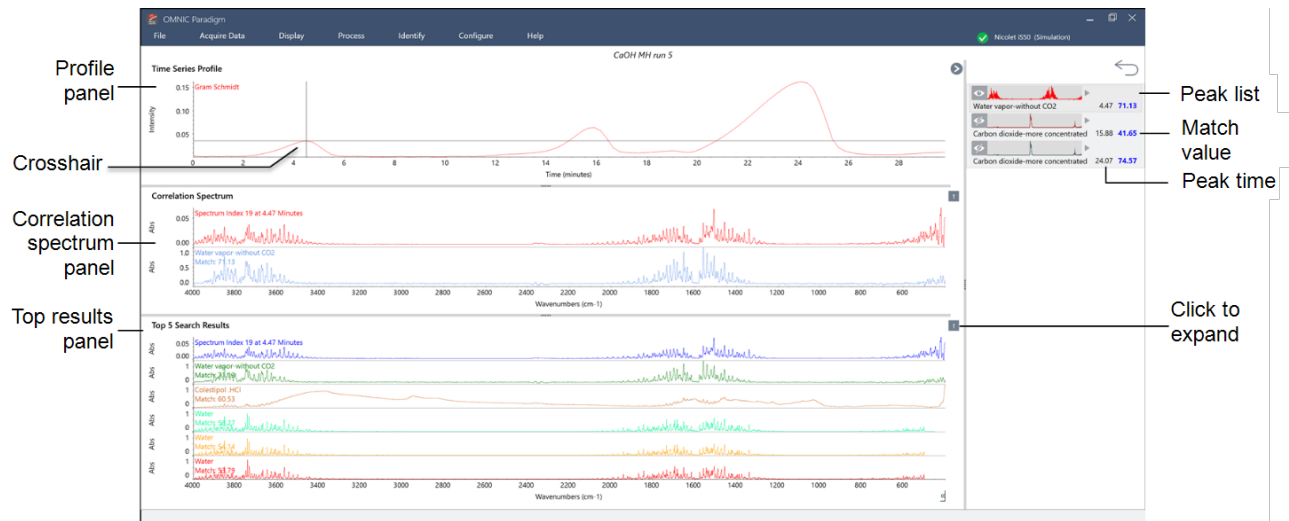 OMNIC Paradigm
File Acquire Data Display Process Identify Configure Help
Nicolet iS50 (Simulation)
CaOH MH run 5
Profile panel
Time Series Profile
Gram Schmidt
Intensity
0.15
0.10
0.05
0 2 4 6 8 10 12 14 16 18 20 22 24 26 28
Time (minutes)
Crosshair
Water vapor-without CO2 4.47 71.13
Carbon dioxide-more concentrated 15.88 41.65
Carbon dioxide-more concentrated 24.07 74.57
Peak list
Match value
Peak time
Correlation spectrum panel
Correlation Spectrum
Spectrum Index 19 at 4.47 Minutes
Abs
0.05
0.00
Water vapor-without CO2
Match: 71.13
Abs
1.0
0.5
0.0
4000 3800 3600 3400 3200 3000 2800 2600 2400 2200 2000 1800 1600 1400 1200 1000 800 600
Wavenumbers (cm-1)
Top results panel
Top 5 Search Results
Click to expand
Spectrum Index 19 at 4.47 Minutes
Abs
0.05
0.00
Water vapor-without CO2
Abs
1
0
Colestipol .HCl
Match: 60.53
Abs
1
0
Water
Abs
1
0
Water
Abs
1
0
Water
Abs
1
0
4000 3800 3600 3400 3200 3000 2800 2600 2400 2200 2000 1800 1600 1400 1200 1000 800 600
Wavenumbers (cm-1)